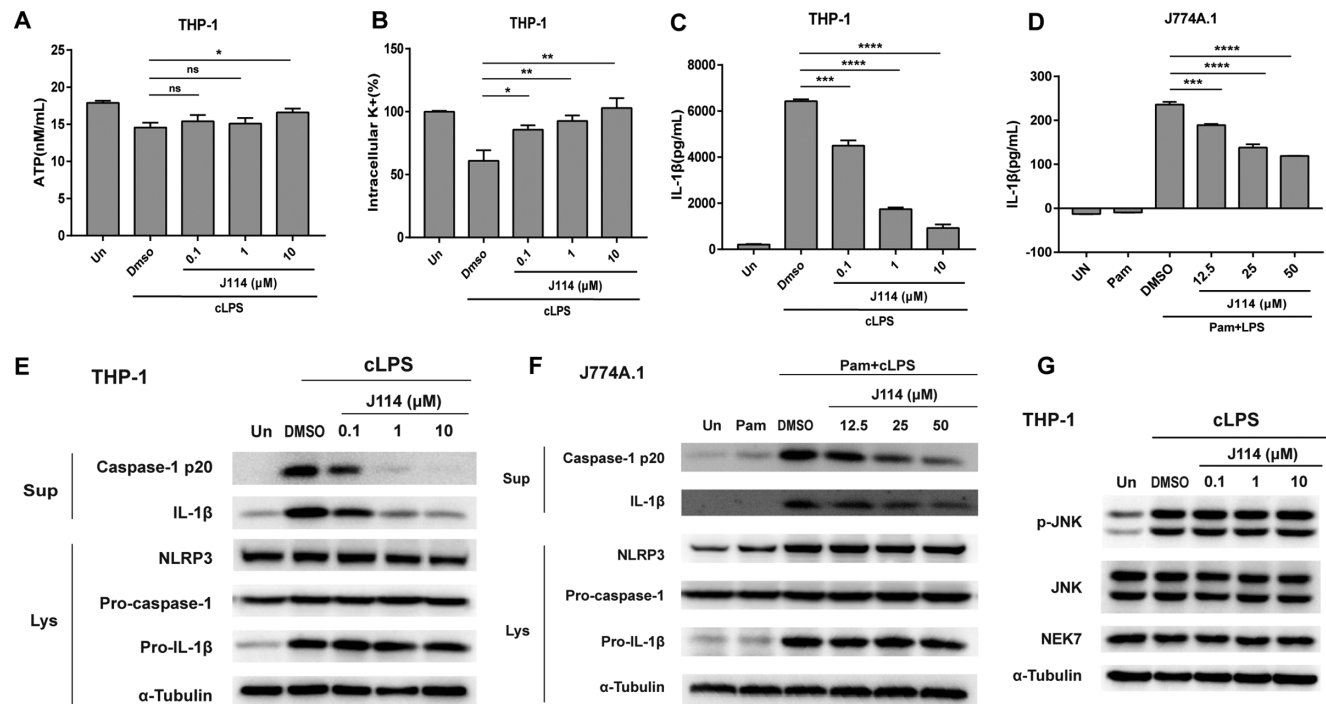 A
THP-1
ATP(nM/mL)
25
20
15
10
5
0
ns
ns
*
Un
Dmso
0.1
1
10
J114 (μM)
cLPS
B
THP-1
Intracellular K+(%)
150
100
50
0
*
**
**
Un
Dmso
0.1
1
10
J114 (μM)
cLPS
C
THP-1
IL-1β(pg/mL)
8000
6000
4000
2000
0
***
****
****
Un
Dmso
0.1
1
10
J114 (μM)
cLPS
D
J774A.1
IL-1β(pg/mL)
300
200
100
0
-100
***
****
****
UN
Pam
DMSO
12.5
25
50
J114 (μM)
Pam+LPS
E
THP-1
cLPS
J114 (μM)
Un DMSO 0.1 1 10
Sup
Caspase-1 p20
IL-1β
Lys
NLRP3
Pro-caspase-1
Pro-IL-1β
α-Tubulin
F
J774A.1
Pam+cLPS
J114 (μM)
Un Pam DMSO 12.5 25 50
Sup
Caspase-1 p20
IL-1β
Lys
NLRP3
Pro-caspase-1
Pro-IL-1β
α-Tubulin
G
THP-1
cLPS
J114 (μM)
Un DMSO 0.1 1 10
p-JNK
JNK
NEK7
α-Tubulin